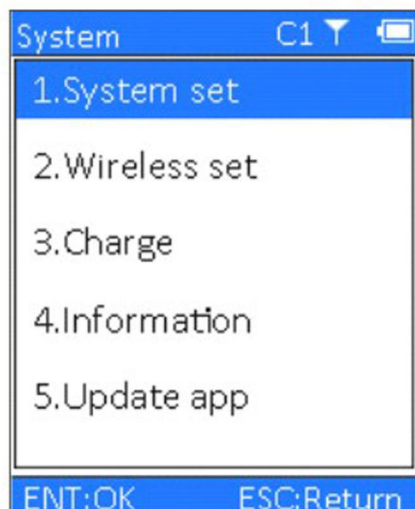 System C1
1.System set
2.Wireless set
3.Charge
4.Information
5.Update app
ENT:OK ESC:Return